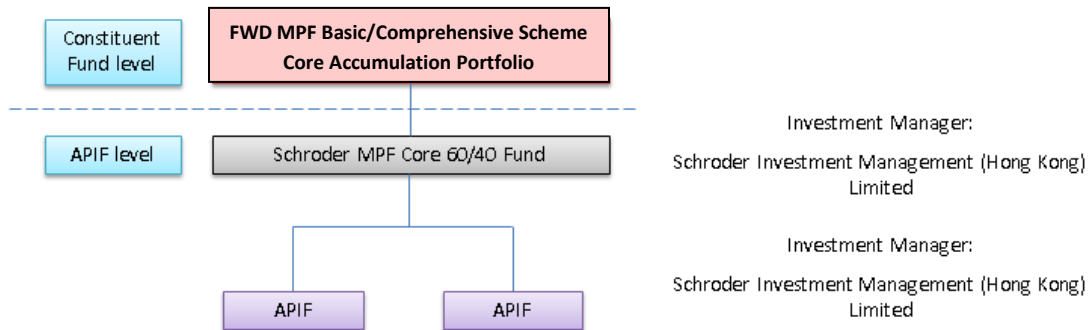 Constituent
Fund level
FWD MPF Basic/Comprehensive Scheme
Core Accumulation Portfolio
APIF level
Schroder MPF Core 60/40 Fund
Investment Manager:
Schroder Investment Management (Hong Kong)
Limited
APIF
APIF
Investment Manager:
Schroder Investment Management (Hong Kong)
Limited